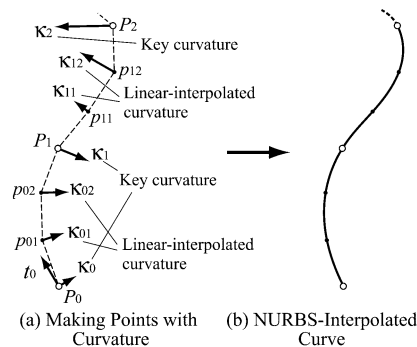 P2
κ2
Key curvature
κ12
p12
κ11
Linear-interpolated
curvature
p11
P1
κ1
Key curvature
p02
κ02
p01
κ01
Linear-interpolated
curvature
t0
κ0
P0
(a) Making Points with
Curvature
(b) NURBS-Interpolated
Curve